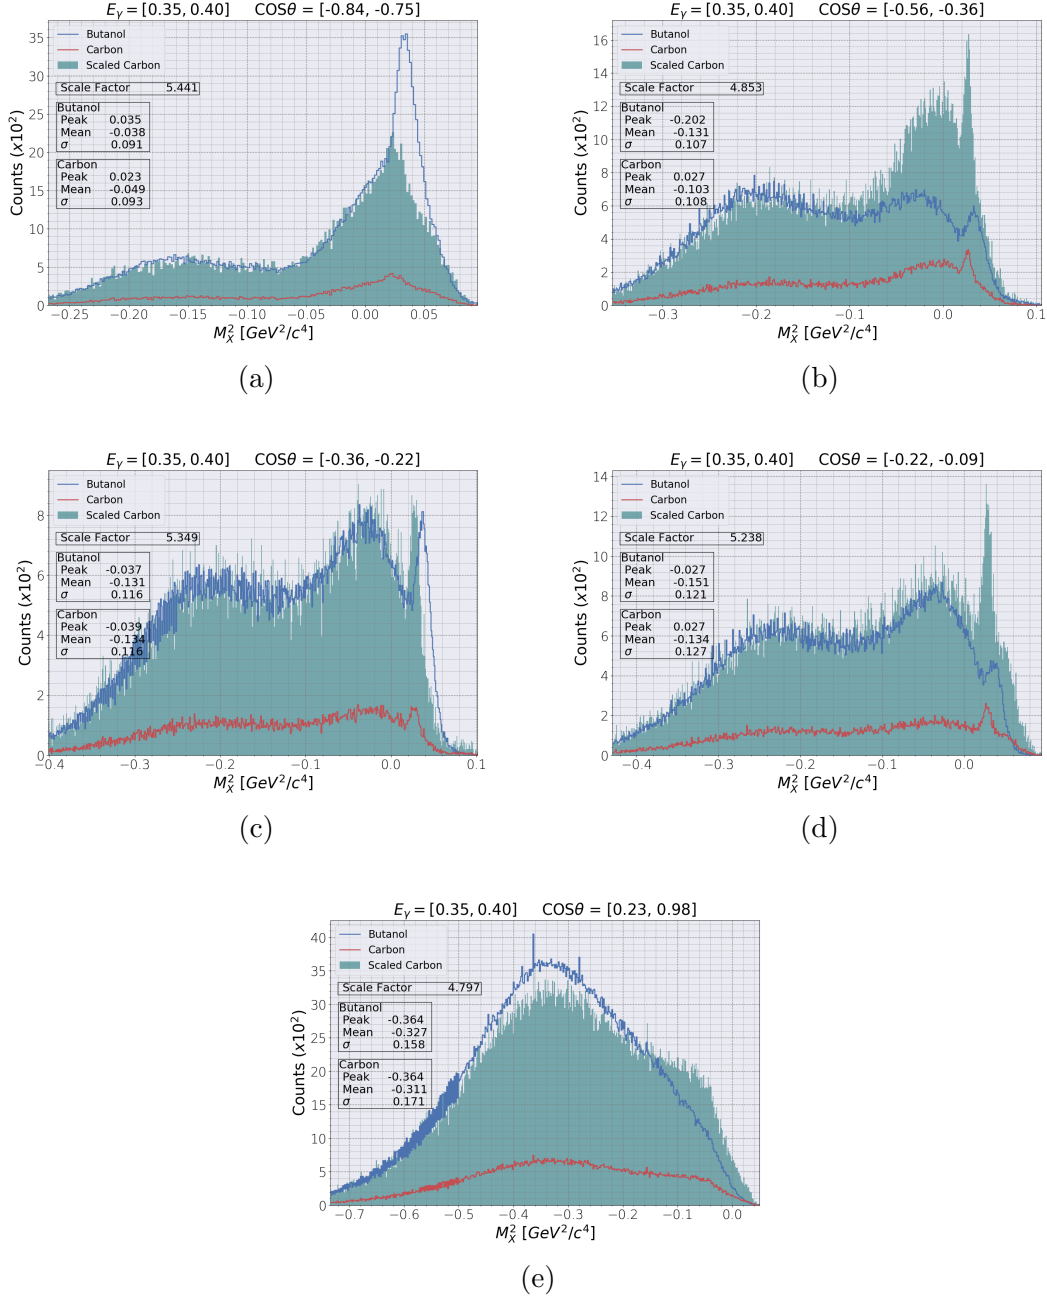 E_γ = [0.35, 0.40] COSθ = [-0.84, -0.75]
Butanol
Carbon
Scaled Carbon
Scale Factor 5.441
Butanol
Peak 0.035
Mean -0.038
σ 0.091
Carbon
Peak 0.023
Mean -0.049
σ 0.093
Counts (x10²)
35
30
25
20
15
10
5
0
−0.25 −0.20 −0.15 −0.10 −0.05 0.00 0.05
M_X² [GeV²/c⁴]
(a)
E_γ = [0.35, 0.40] COSθ = [-0.56, -0.36]
Butanol
Carbon
Scaled Carbon
Scale Factor 4.853
Butanol
Peak -0.202
Mean -0.131
σ 0.107
Carbon
Peak 0.027
Mean -0.103
σ 0.108
Counts (x10²)
16
14
12
10
8
6
4
2
0
−0.3 −0.2 −0.1 0.0 0.1
M_X² [GeV²/c⁴]
(b)
E_γ = [0.35, 0.40] COSθ = [-0.36, -0.22]
Butanol
Carbon
Scaled Carbon
Scale Factor 5.349
Butanol
Peak -0.037
Mean -0.131
σ 0.116
Carbon
Peak -0.039
Mean -0.134
σ 0.116
Counts (x10²)
8
6
4
2
0
−0.4 −0.3 −0.2 −0.1 0.0 0.1
M_X² [GeV²/c⁴]
(c)
E_γ = [0.35, 0.40] COSθ = [-0.22, -0.09]
Butanol
Carbon
Scaled Carbon
Scale Factor 5.238
Butanol
Peak -0.027
Mean -0.151
σ 0.121
Carbon
Peak 0.027
Mean -0.134
σ 0.127
Counts (x10²)
14
12
10
8
6
4
2
0
−0.4 −0.3 −0.2 −0.1 0.0
M_X² [GeV²/c⁴]
(d)
E_γ = [0.35, 0.40] COSθ = [0.23, 0.98]
Butanol
Carbon
Scaled Carbon
Scale Factor 4.797
Butanol
Peak -0.364
Mean -0.327
σ 0.158
Carbon
Peak -0.364
Mean -0.311
σ 0.171
Counts (x10²)
40
35
30
25
20
15
10
5
0
−0.7 −0.6 −0.5 −0.4 −0.3 −0.2 −0.1 0.0
M_X² [GeV²/c⁴]
(e)